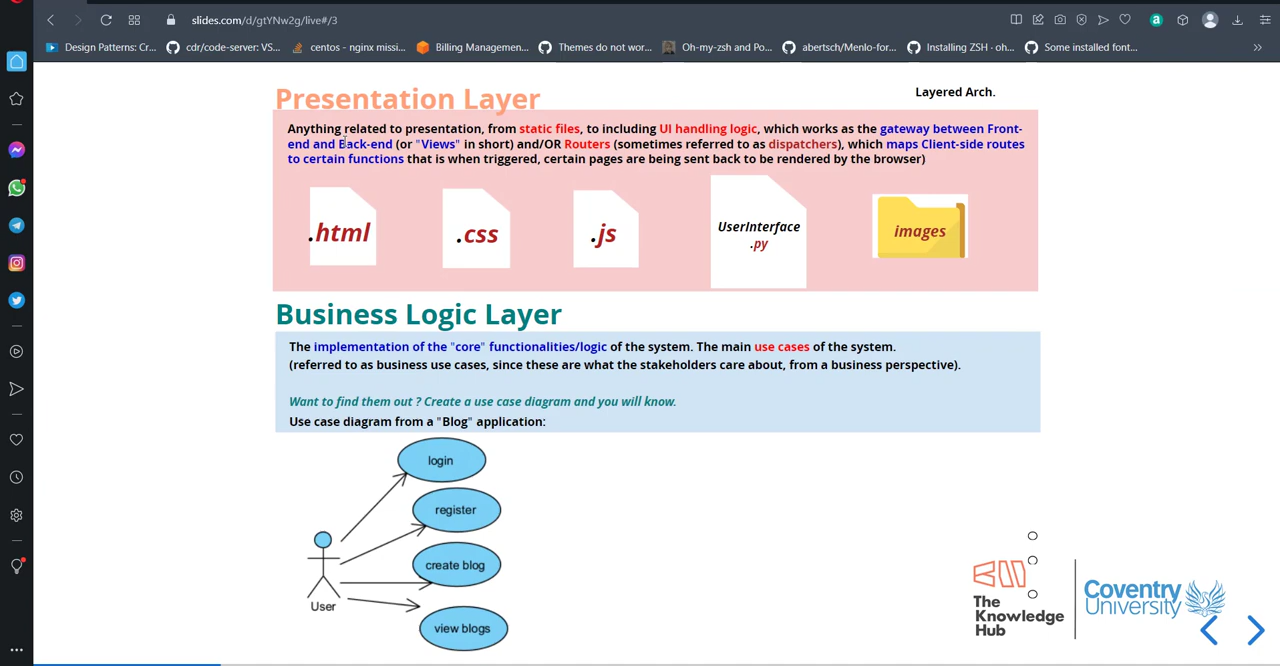 slides.com/d/gtYNw2g/live#/3
Design Patterns: Cr...
cdr/code-server: VS...
centos - nginx missi...
Billing Managemen...
Themes do not wor...
Oh-my-zsh and Po...
abertsch/Menlo-for...
Installing ZSH · oh...
Some installed font...
Presentation Layer
Layered Arch.
Anything related to presentation, from static files, to including UI handling logic, which works as the gateway between Front-
end and Back-end (or "Views" in short) and/OR Routers (sometimes referred to as dispatchers), which maps Client-side routes
to certain functions that is when triggered, certain pages are being sent back to be rendered by the browser)
.html
.css
.js
UserInterface
.py
images
Business Logic Layer
The implementation of the "core" functionalities/logic of the system. The main use cases of the system.
(referred to as business use cases, since these are what the stakeholders care about, from a business perspective).
Want to find them out ? Create a use case diagram and you will know.
Use case diagram from a "Blog" application:
login
register
create blog
view blogs
User
The
Knowledge
Hub
Coventry
University